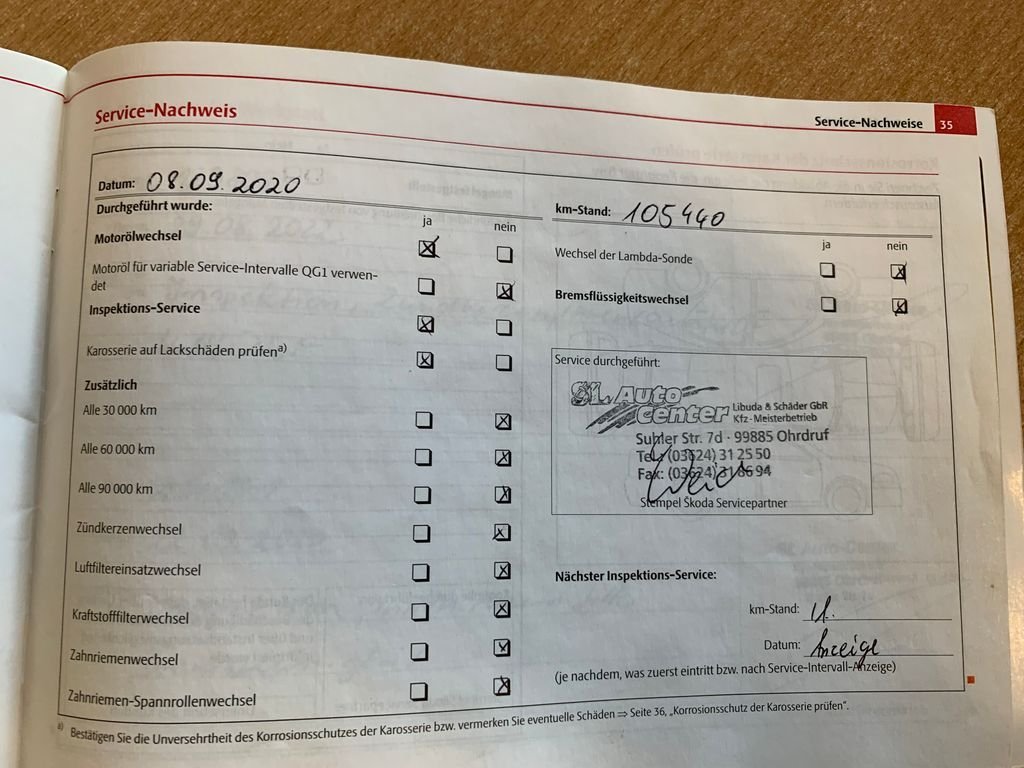 Service-Nachweis
Service-Nachweise 35
Datum: 08.09.2020
Durchgeführt wurde:
ja nein
Motorölwechsel
Motoröl für variable Service-Intervalle QG1 verwen-
det
Inspektions-Service
Karosserie auf Lackschäden prüfen a)
Zusätzlich
Alle 30 000 km
Alle 60 000 km
Alle 90 000 km
Zündkerzenwechsel
Luftfiltereinsatzwechsel
Kraftstofffilterwechsel
Zahnriemenwechsel
Zahnriemen-Spannrollenwechsel
km-Stand: 105440
ja nein
Wechsel der Lambda-Sonde
Bremsflüssigkeitswechsel
Service durchgeführt:
Auto
center
Libuda & Schäder GbR
Kfz-Meisterbetrieb
Suhler Str. 7d · 99885 Ohrdruf
Tel.: (03624) 31 25 50
Fax: (03624) 31 86 94
Stempel Škoda Servicepartner
Nächster Inspektions-Service:
km-Stand:
Datum: Anzeige
(je nachdem, was zuerst eintritt bzw. nach Service-Intervall-Anzeige)
a) Bestätigen Sie die Unversehrtheit des Korrosionsschutzes der Karosserie bzw. vermerken Sie eventuelle Schäden ⇒ Seite 36, „Korrosionsschutz der Karosserie prüfen“.